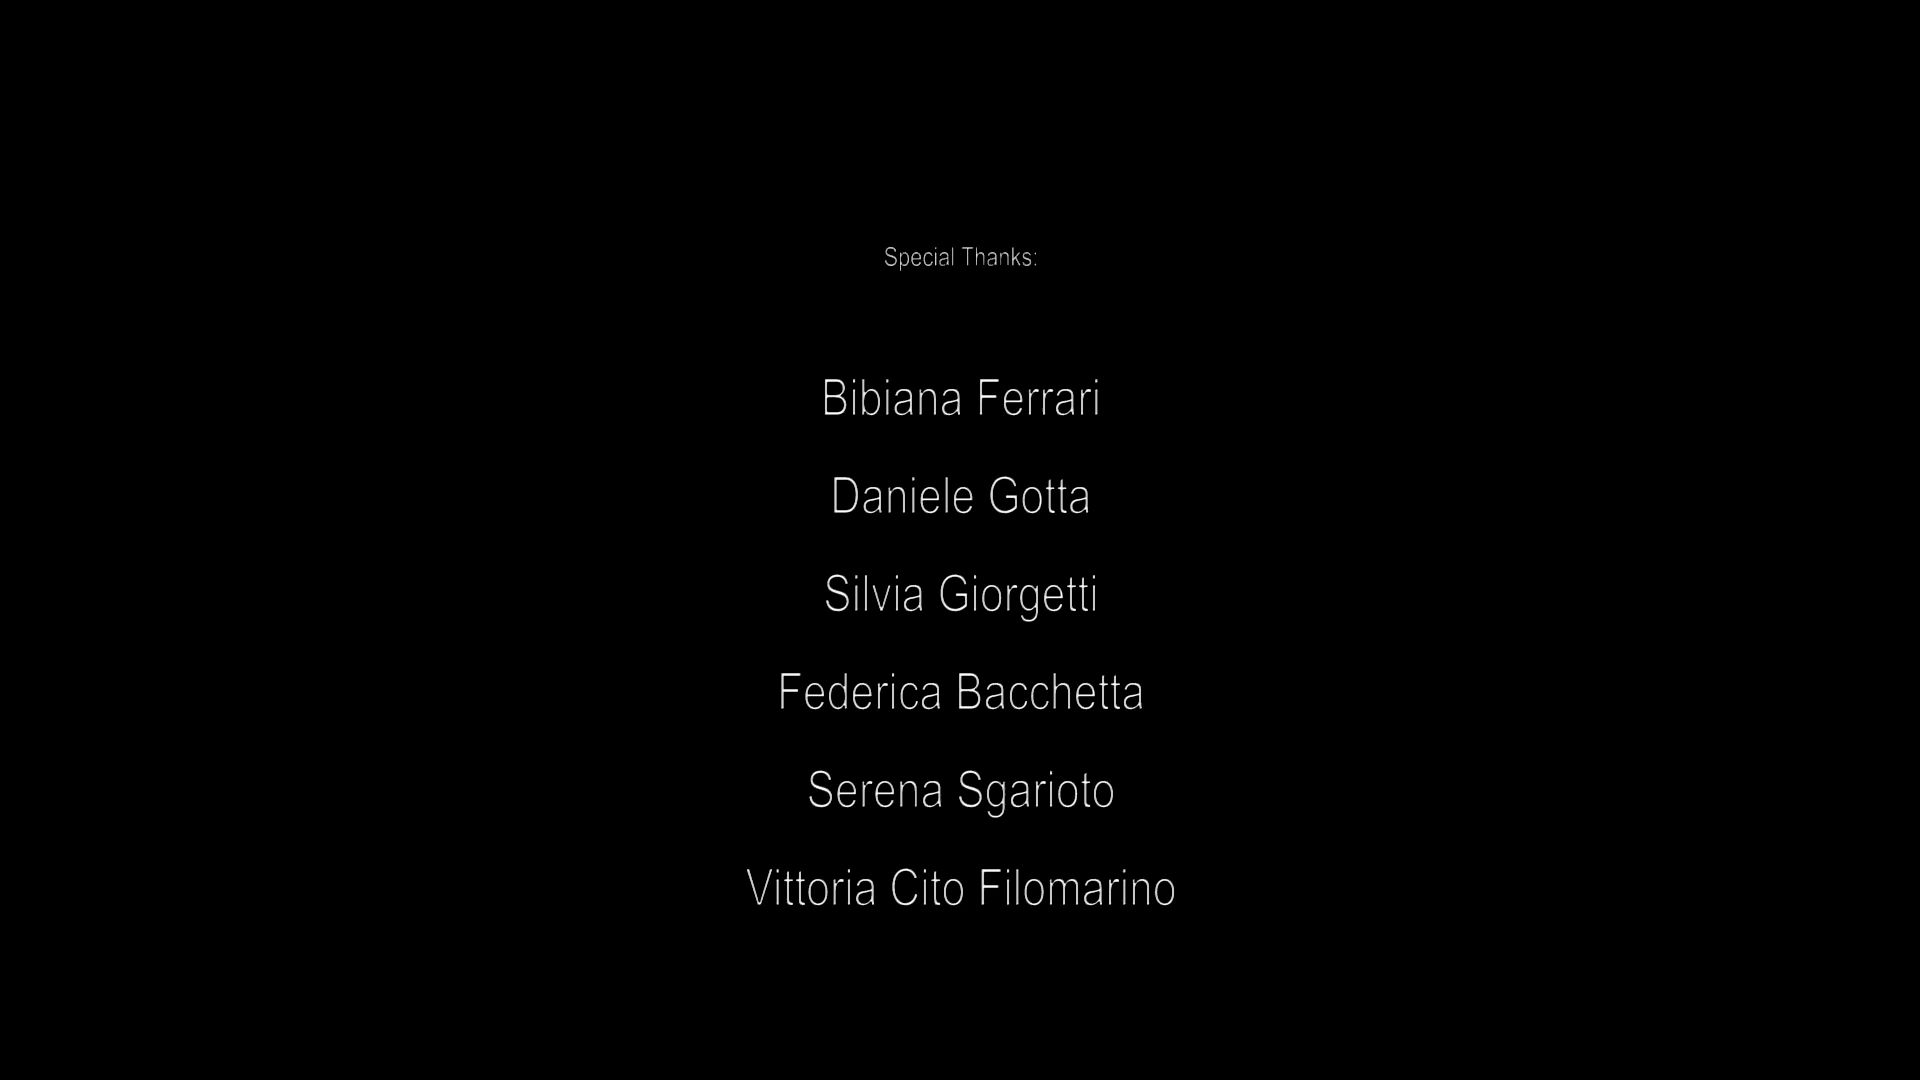 Special Thanks:
Bibiana Ferrari
Daniele Gotta
Silvia Giorgetti
Federica Bacchetta
Serena Sgarioto
Vittoria Cito Filomarino